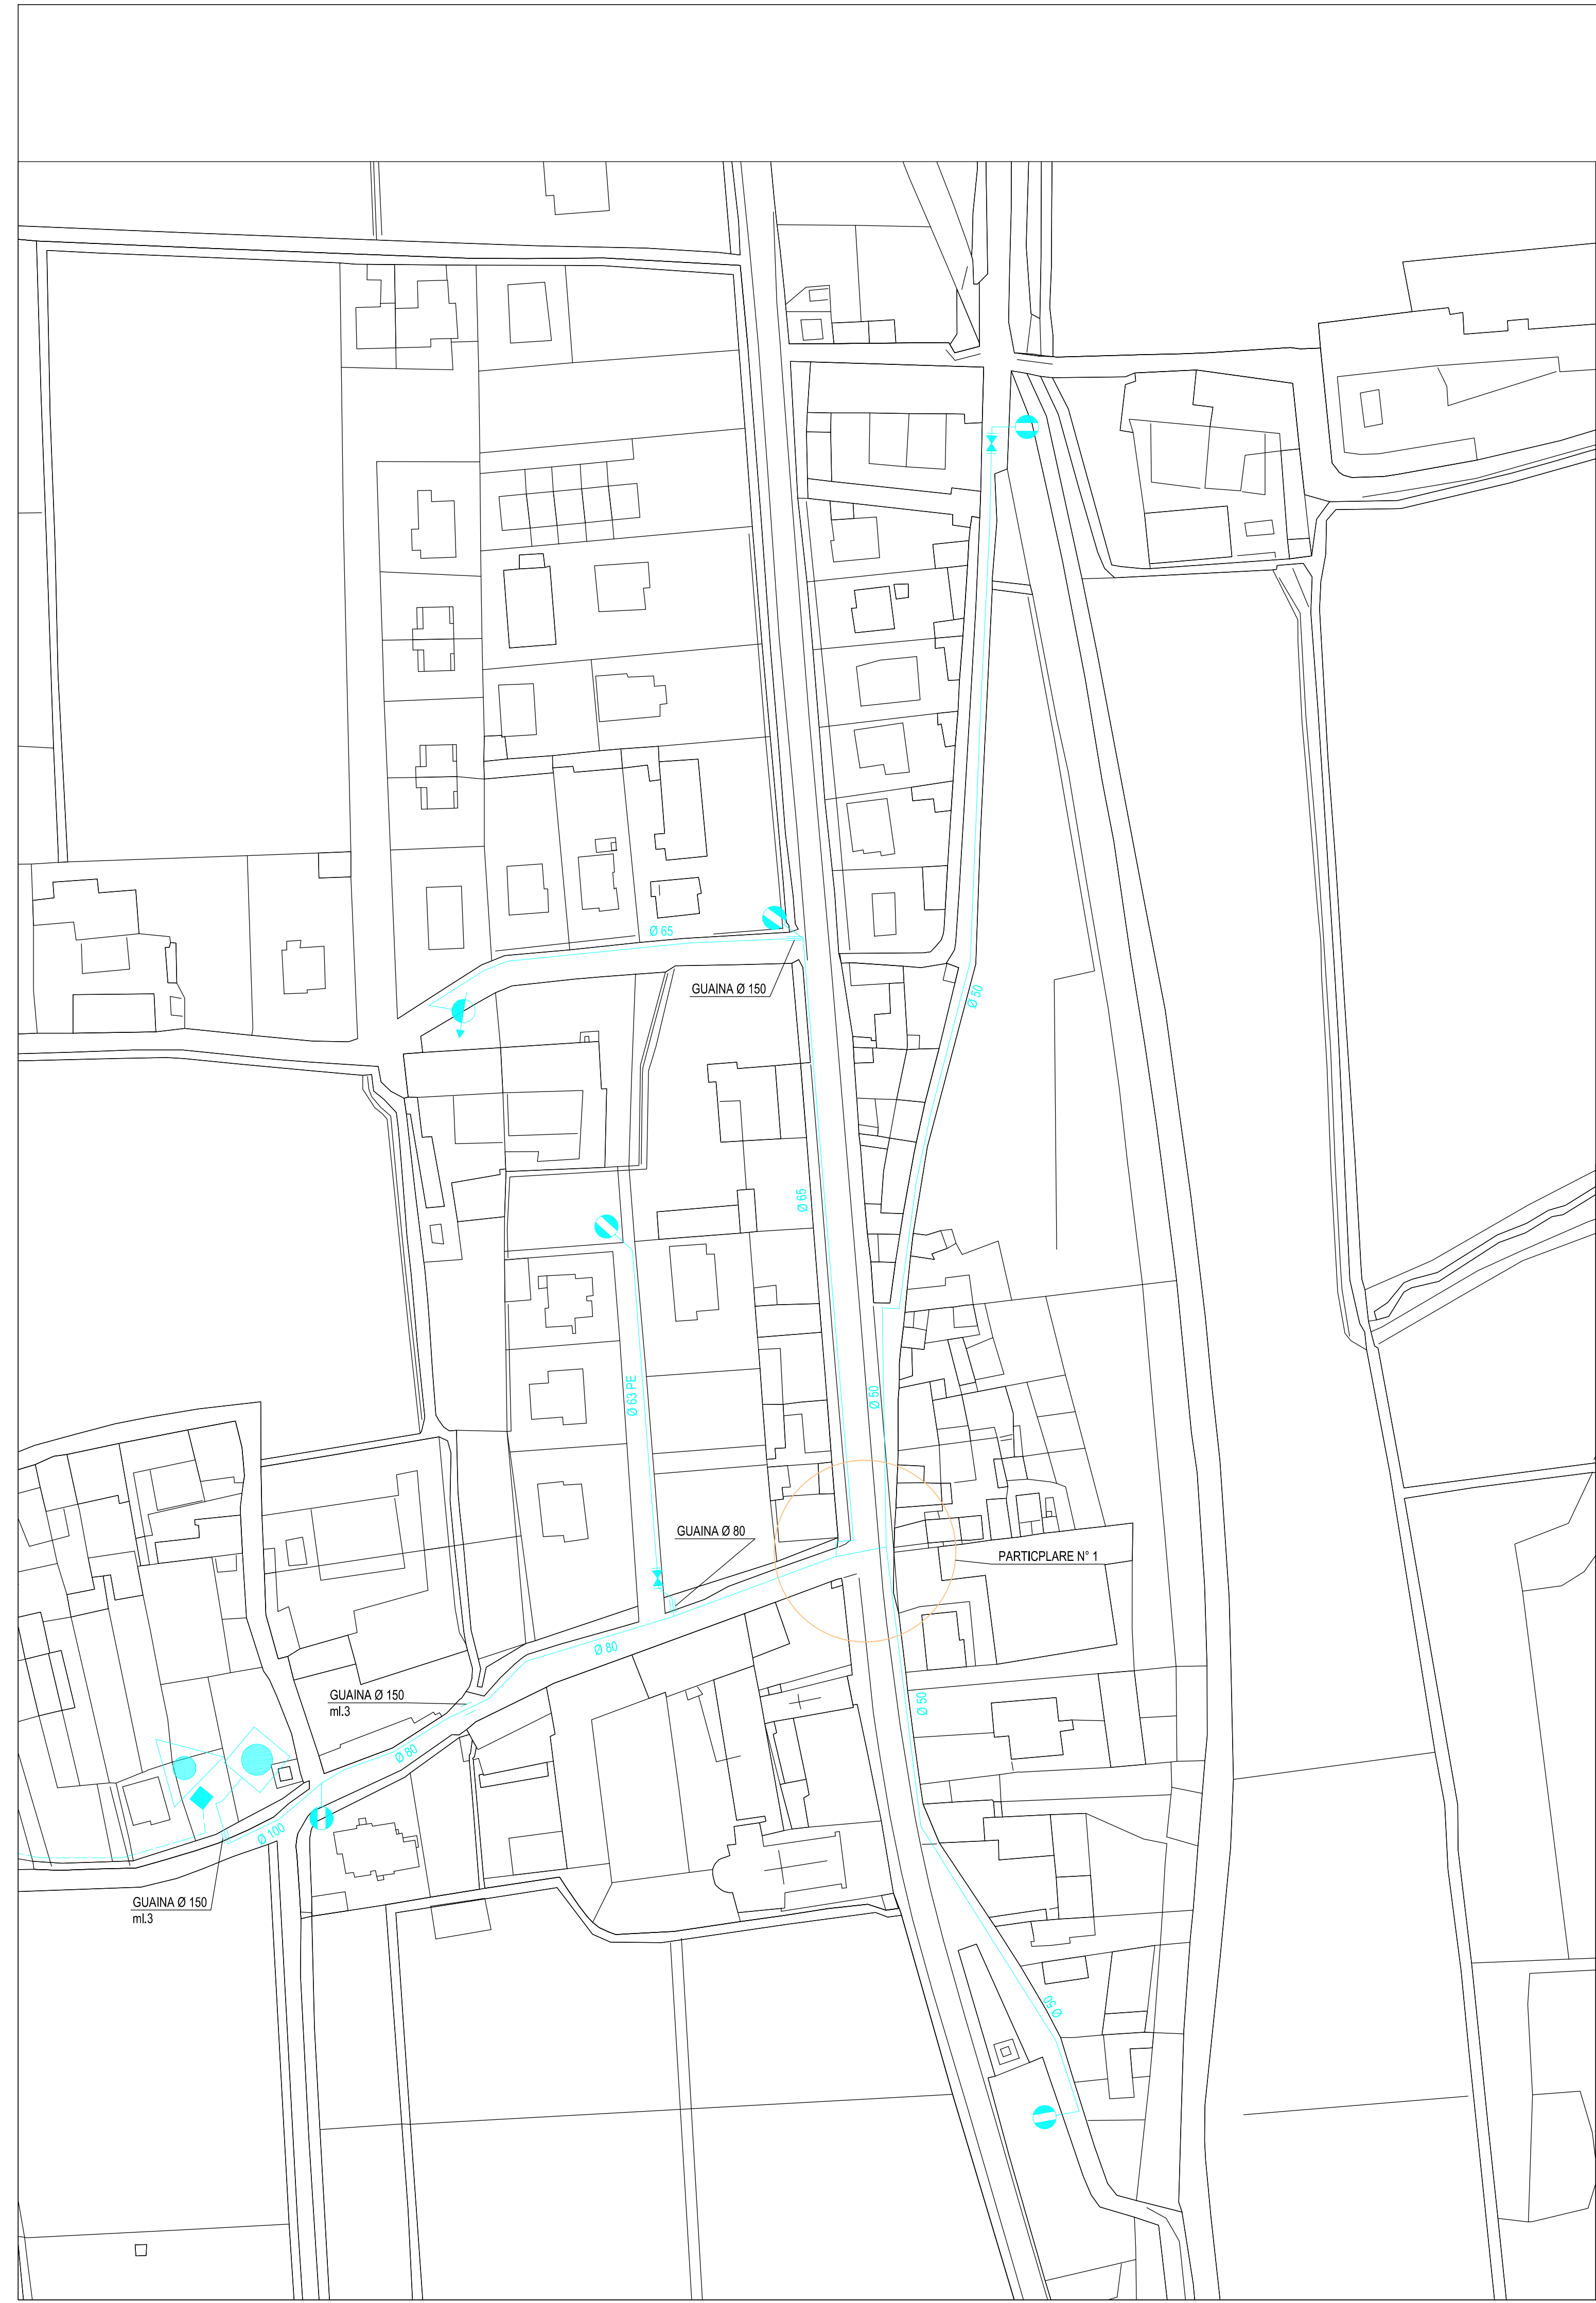 Ø 65
GUAINA Ø 150
Ø 50
Ø 65
Ø 63 PE
Ø 50
GUAINA Ø 80
PARTICPLARE N° 1
Ø 80
GUAINA Ø 150
ml.3
Ø 50
Ø 80
Ø 100
GUAINA Ø 150
ml.3
Ø 50